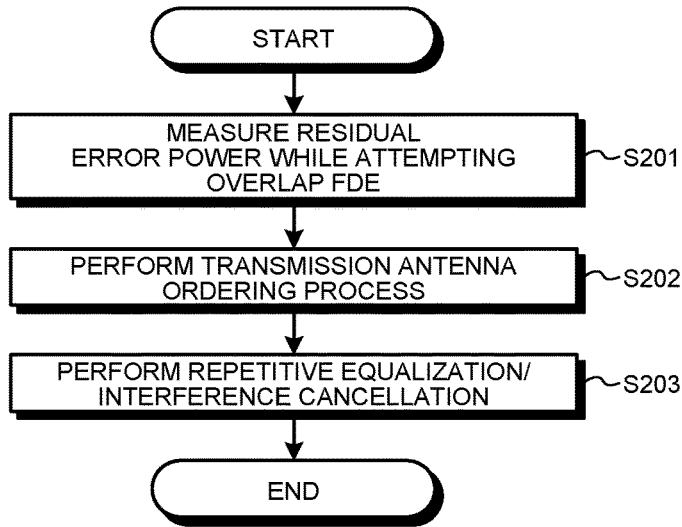 START
MEASURE RESIDUAL
ERROR POWER WHILE ATTEMPTING
OVERLAP FDE
S201
PERFORM TRANSMISSION ANTENNA
ORDERING PROCESS
S202
PERFORM REPETITIVE EQUALIZATION/
INTERFERENCE CANCELLATION
S203
END